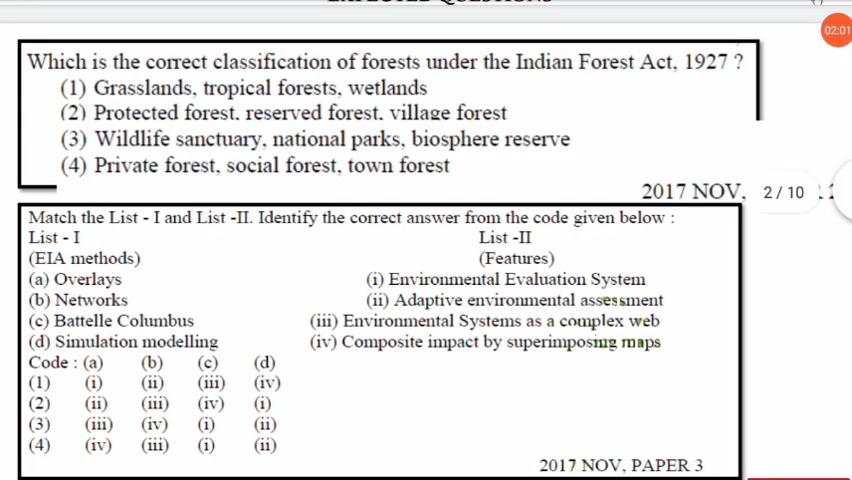 EXPECTED QUESTIONS
02:01
Which is the correct classification of forests under the Indian Forest Act, 1927 ?
(1) Grasslands, tropical forests, wetlands
(2) Protected forest, reserved forest, village forest
(3) Wildlife sanctuary, national parks, biosphere reserve
(4) Private forest, social forest, town forest
2017 NOV,
2 / 10
Match the List - I and List -II. Identify the correct answer from the code given below :
List - I List -II
(EIA methods) (Features)
(a) Overlays (i) Environmental Evaluation System
(b) Networks (ii) Adaptive environmental assessment
(c) Battelle Columbus (iii) Environmental Systems as a complex web
(d) Simulation modelling (iv) Composite impact by superimposing maps
Code : (a) (b) (c) (d)
(1) (i) (ii) (iii) (iv)
(2) (ii) (iii) (iv) (i)
(3) (iii) (iv) (i) (ii)
(4) (iv) (iii) (i) (ii)
2017 NOV, PAPER 3